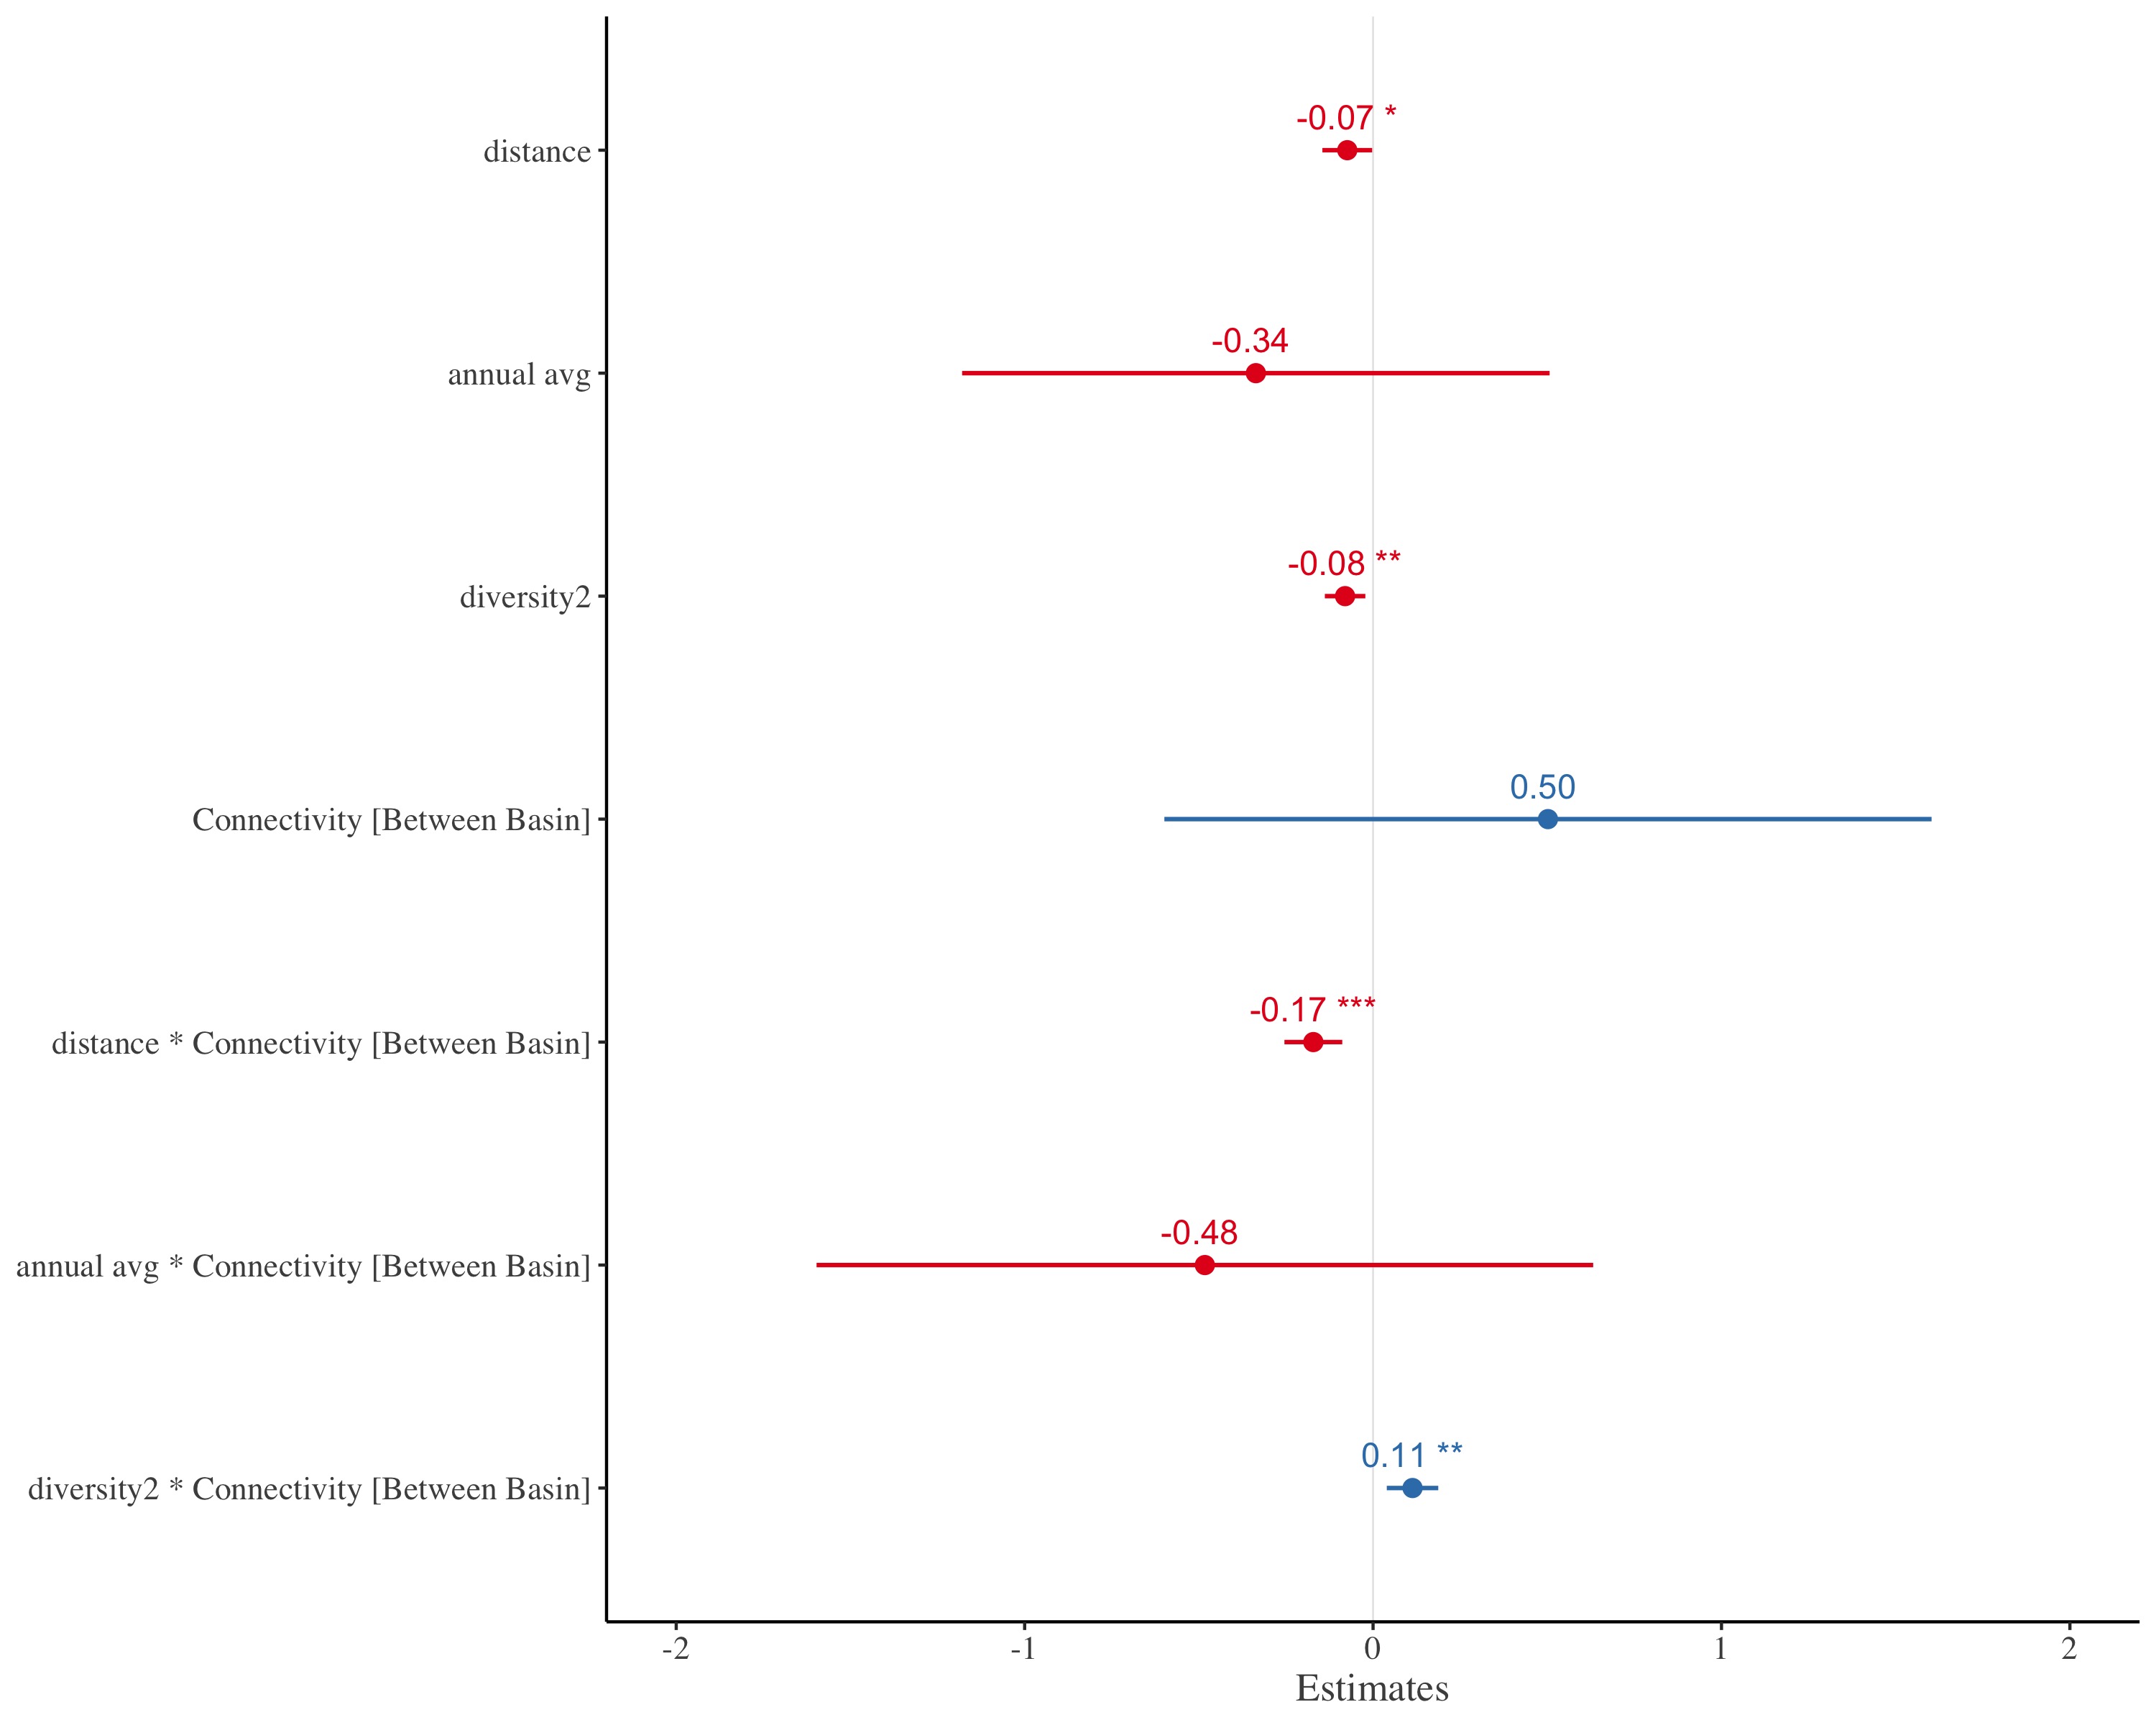 -0.07 *
distance
-0.34
annual avg
-0.08 **
diversity2
0.50
Connectivity [Between Basin]
-0.17 ***
distance * Connectivity [Between Basin]
-0.48
annual avg * Connectivity [Between Basin]
0.11 **
diversity2 * Connectivity [Between Basin]
-2 -1 0 1 2
Estimates